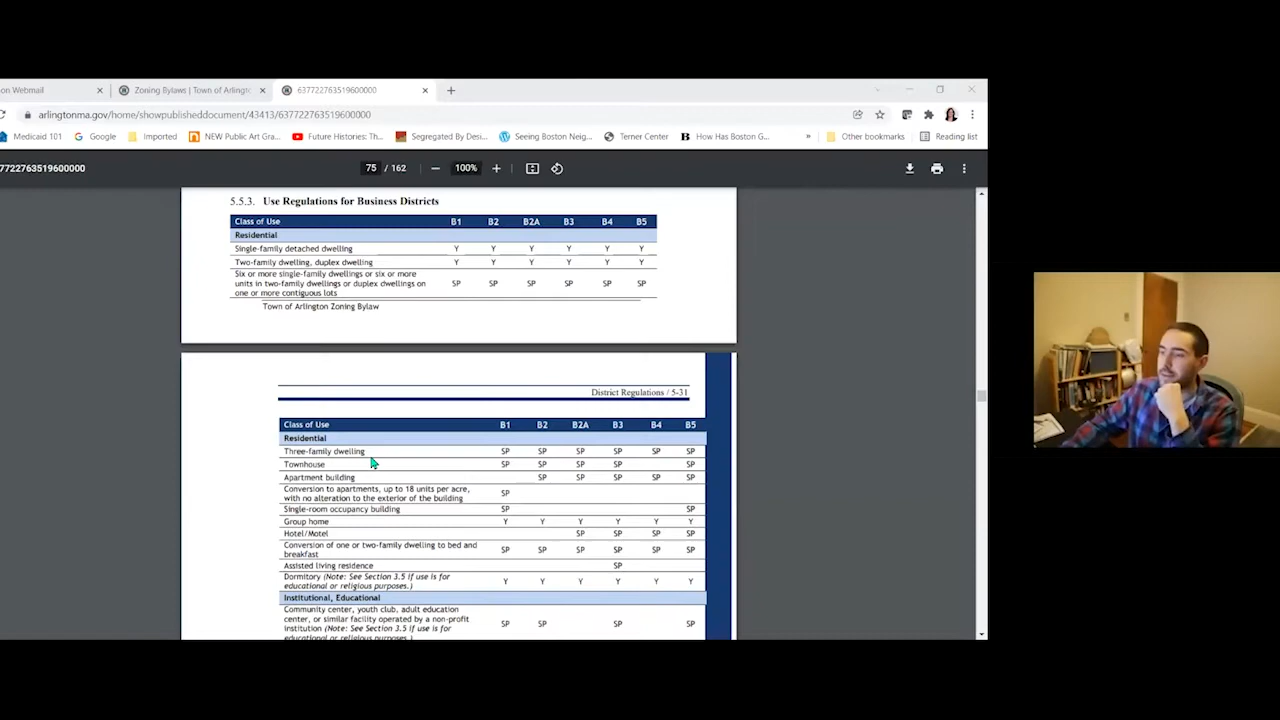 on Webmail
Zoning Bylaws | Town of Arlingto
637722763519600000
arlingtonma.gov/home/showpublisheddocument/43413/637722763519600000
Medicaid 101 Google Imported NEW Public Art Gra... Future Histories: Th... Segregated By Desi... Seeing Boston Neig... Terner Center How Has Boston G... » Other bookmarks Reading list
7722763519600000 75 / 162 — 100% +
5.5.3. Use Regulations for Business Districts
Class of Use B1 B2 B2A B3 B4 B5
Residential
Single-family detached dwelling Y Y Y Y Y Y
Two-family dwelling, duplex dwelling Y Y Y Y Y Y
Six or more single-family dwellings or six or more
units in two-family dwellings or duplex dwellings on SP SP SP SP SP SP
one or more contiguous lots
Town of Arlington Zoning Bylaw
District Regulations / 5-31
Class of Use B1 B2 B2A B3 B4 B5
Residential
Three-family dwelling SP SP SP SP SP SP
Townhouse SP SP SP SP SP
Apartment building SP SP SP SP SP
Conversion to apartments, up to 18 units per acre, SP
with no alteration to the exterior of the building
Single-room occupancy building SP SP
Group home Y Y Y Y Y Y
Hotel/Motel SP SP SP SP
Conversion of one or two-family dwelling to bed and SP SP SP SP SP SP
breakfast
Assisted living residence SP
Dormitory (Note: See Section 3.5 if use is for Y Y Y Y Y Y
educational or religious purposes.)
Institutional, Educational
Community center, youth club, adult education
center, or similar facility operated by a non-profit SP SP SP SP
institution (Note: See Section 3.5 if use is for
educational or religious purposes.)